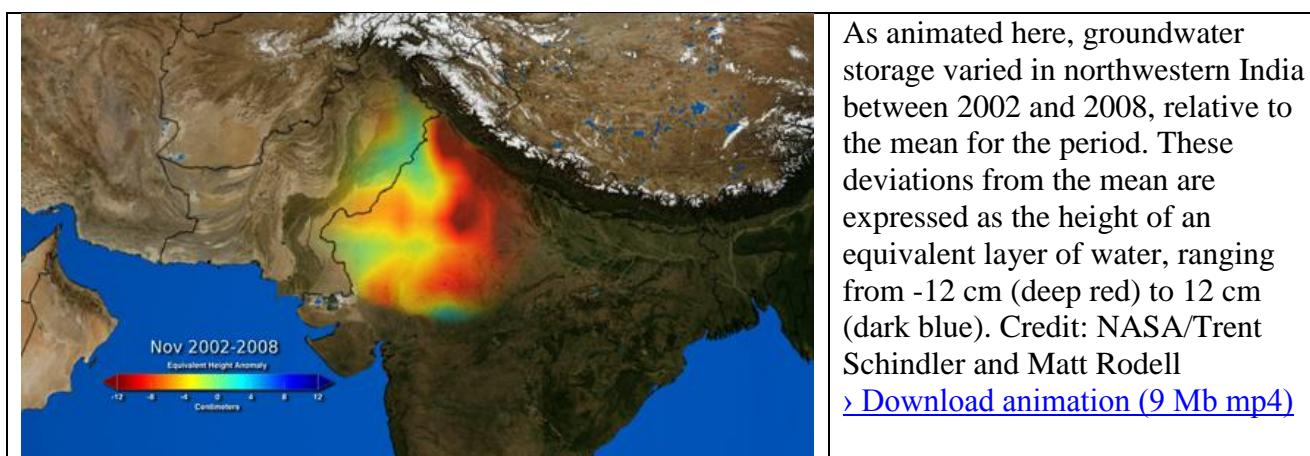 Nov 2002-2008
Equivalent Height Anomaly
-12 -8 -4 0 4 8 12
Centimeters
As animated here, groundwater
storage varied in northwestern India
between 2002 and 2008, relative to
the mean for the period. These
deviations from the mean are
expressed as the height of an
equivalent layer of water, ranging
from -12 cm (deep red) to 12 cm
(dark blue). Credit: NASA/Trent
Schindler and Matt Rodell
› Download animation (9 Mb mp4)